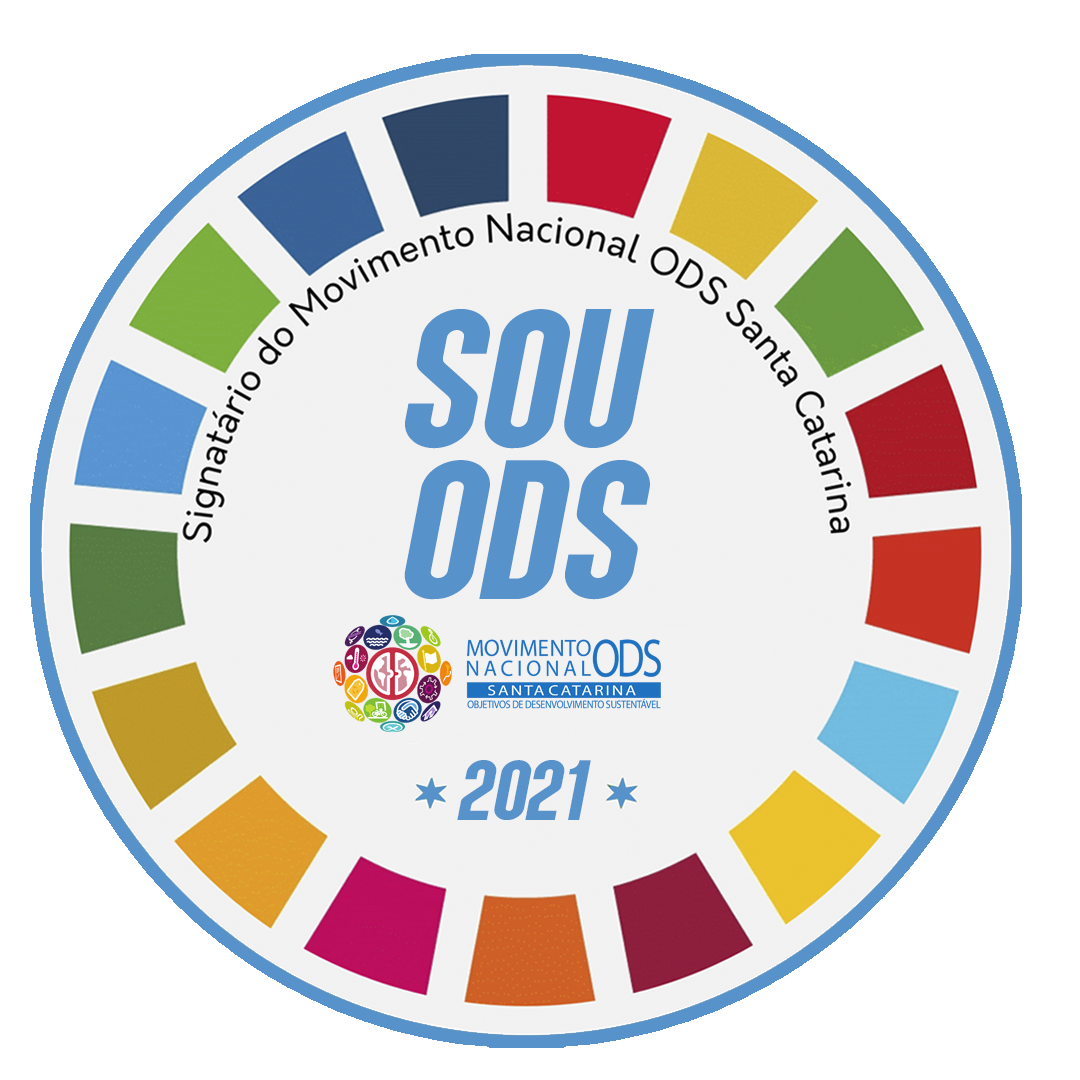 Signatário do Movimento Nacional ODS Santa Catarina
SOU
ODS
MOVIMENTO
NACIONAL ODS
SANTA CATARINA
OBJETIVOS DE DESENVOLVIMENTO SUSTENTÁVEL
2021